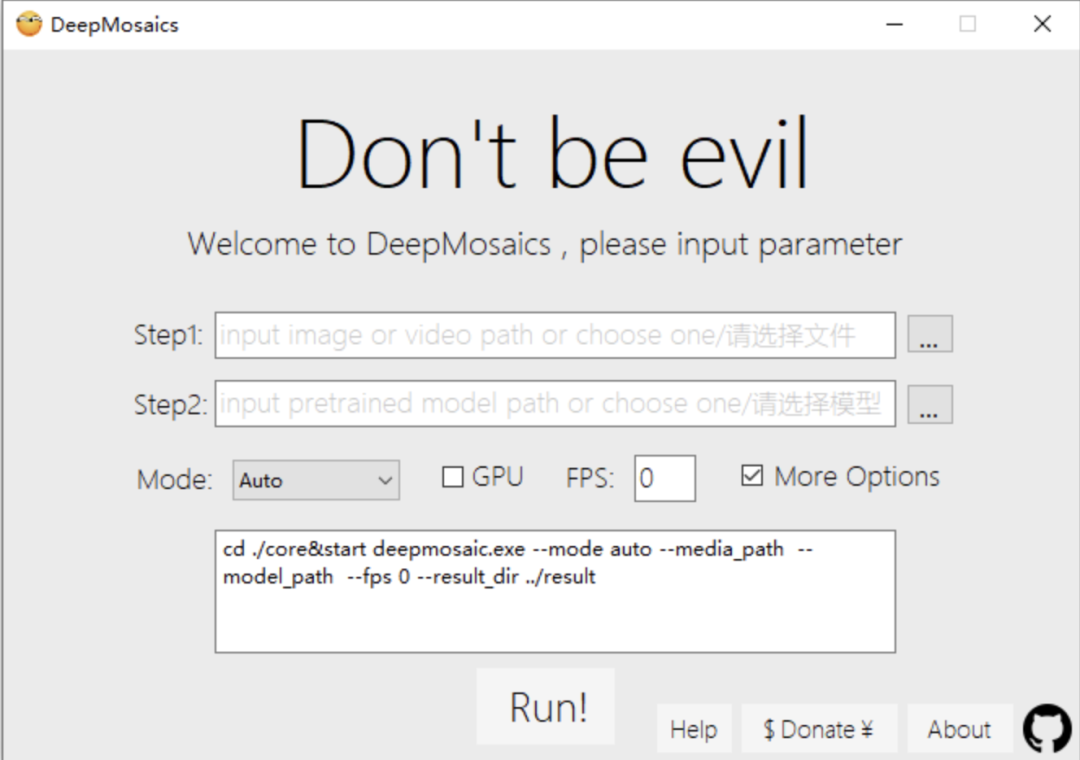 DeepMosaics
Don't be evil
Welcome to DeepMosaics , please input parameter
Step1: input image or video path or choose one/请选择文件 ...
Step2: input pretrained model path or choose one/请选择模型 ...
Mode: Auto GPU FPS: 0 More Options
cd ./core&start deepmosaic.exe --mode auto --media_path --
model_path --fps 0 --result_dir ../result
Run!
Help $ Donate ¥ About